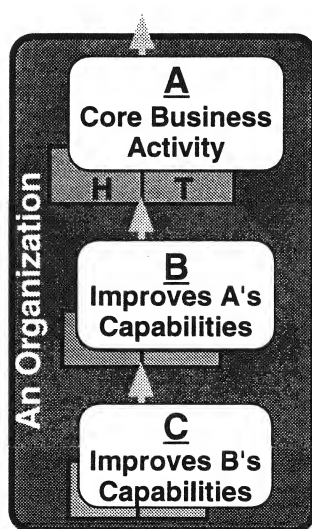 An Organization
A
Core Business
Activity
H T
B
Improves A's
Capabilities
C
Improves B's
Capabilities